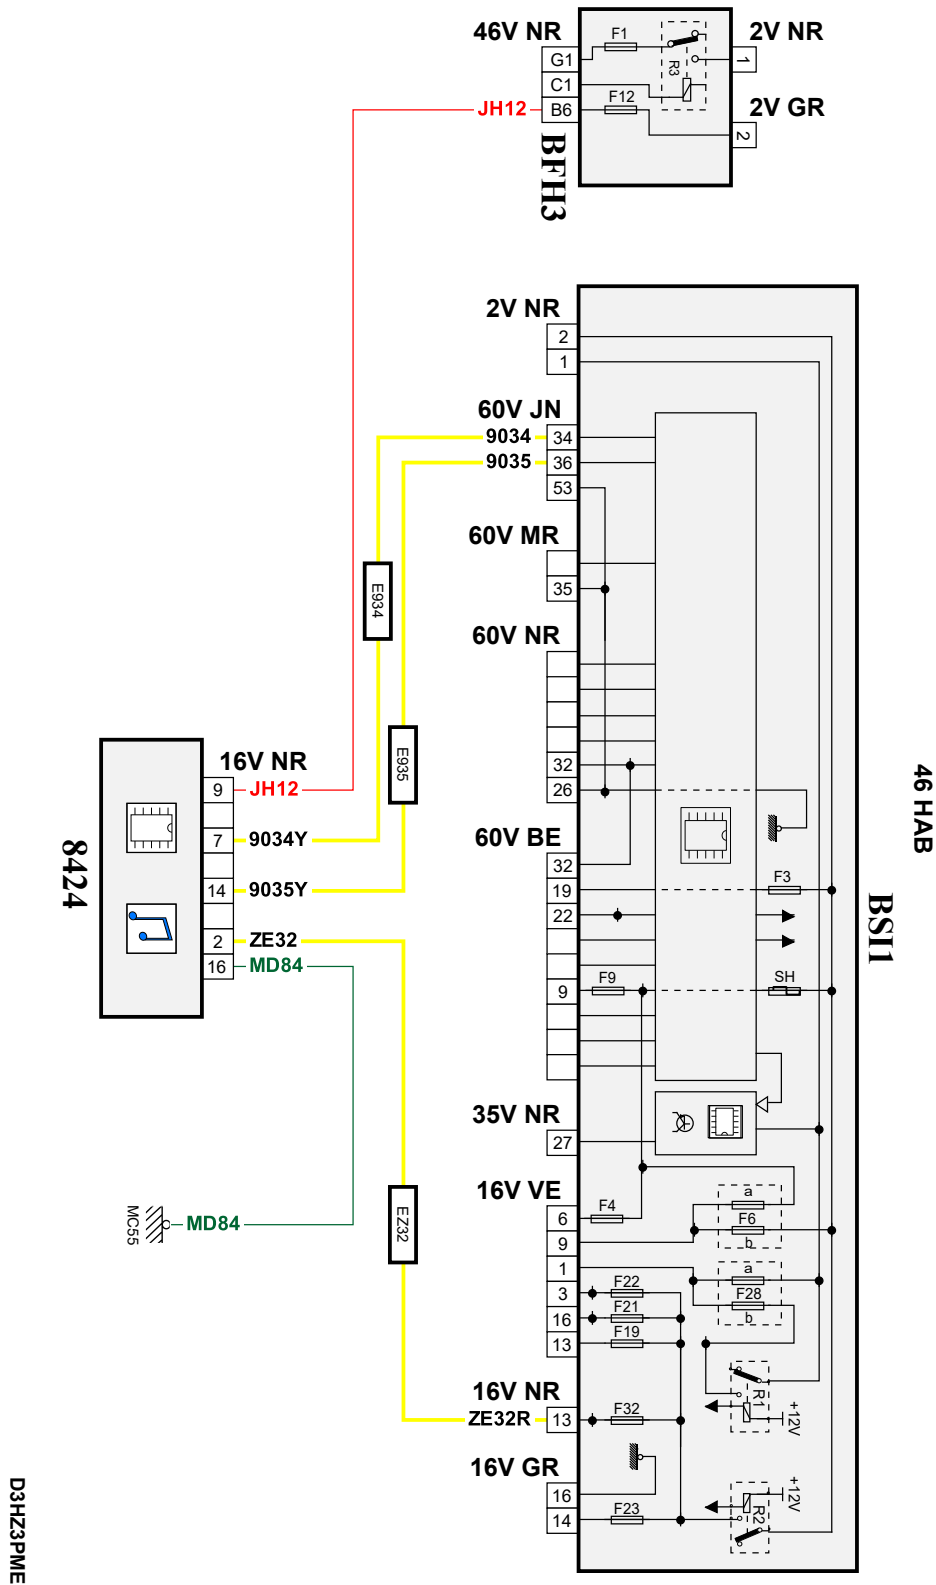 46V NR
F1
2V NR
G1
1
R3
C1
F12
2V GR
JH12
B6
2
BFH3
46 HAB
BSI1
2V NR
2
1
60V JN
9034
34
9035
36
53
60V MR
35
E934
60V NR
32
26
E935
16V NR
9
JH12
7
9034Y
14
9035Y
2
ZE32
16
MD84
8424
60V BE
32
19
F3
22
9
F9
SH
35V NR
27
16V VE
6
F4
a
F6
b
9
MC55
MD84
EZ32
1
a
F28
b
3
F22
16
F21
13
F19
R1
+12V
16V NR
ZE32R
13
F32
16V GR
16
14
F23
R2
+12V
D3HZ3PME